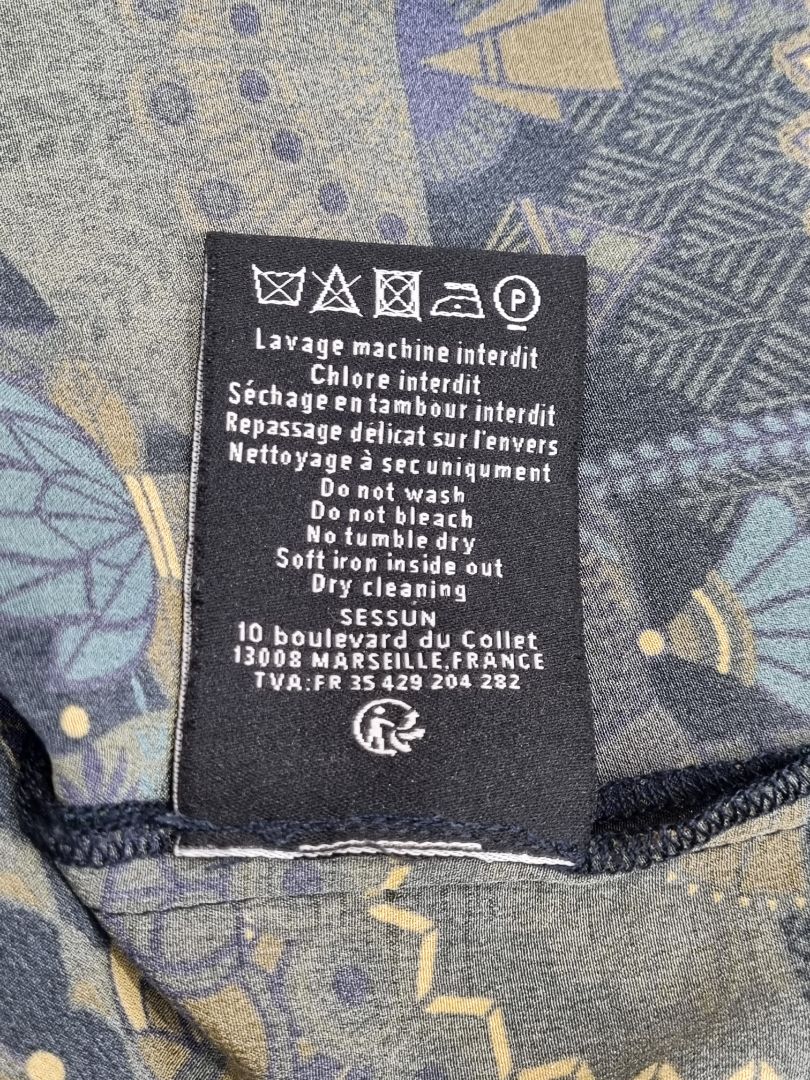 P
Lavage machine interdit
Chlore interdit
Séchage en tambour interdit
Repassage délicat sur l'envers
Nettoyage à sec uniqument
Do not wash
Do not bleach
No tumble dry
Soft iron inside out
Dry cleaning
SESSÙN
10 boulevard du Collet
13008 MARSEILLE,FRANCE
TVA:FR 35 429 204 282